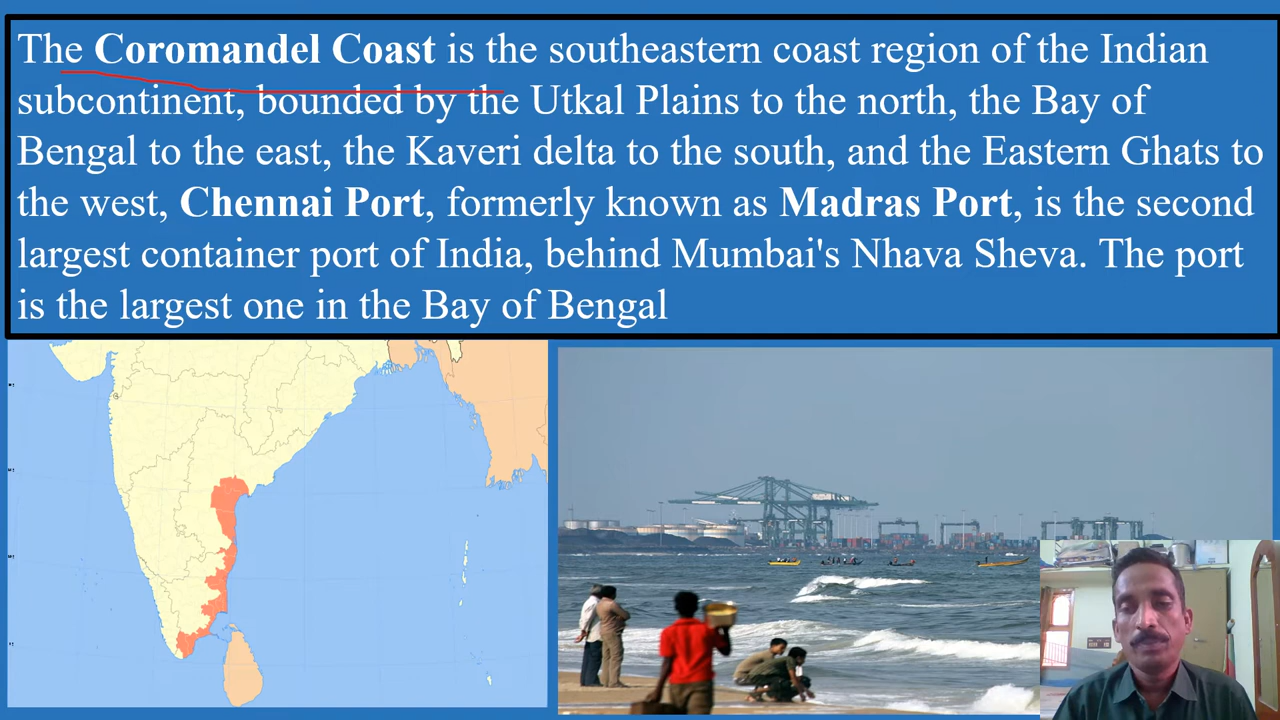 The Coromandel Coast is the southeastern coast region of the Indian
subcontinent, bounded by the Utkal Plains to the north, the Bay of
Bengal to the east, the Kaveri delta to the south, and the Eastern Ghats to
the west, Chennai Port, formerly known as Madras Port, is the second
largest container port of India, behind Mumbai's Nhava Sheva. The port
is the largest one in the Bay of Bengal